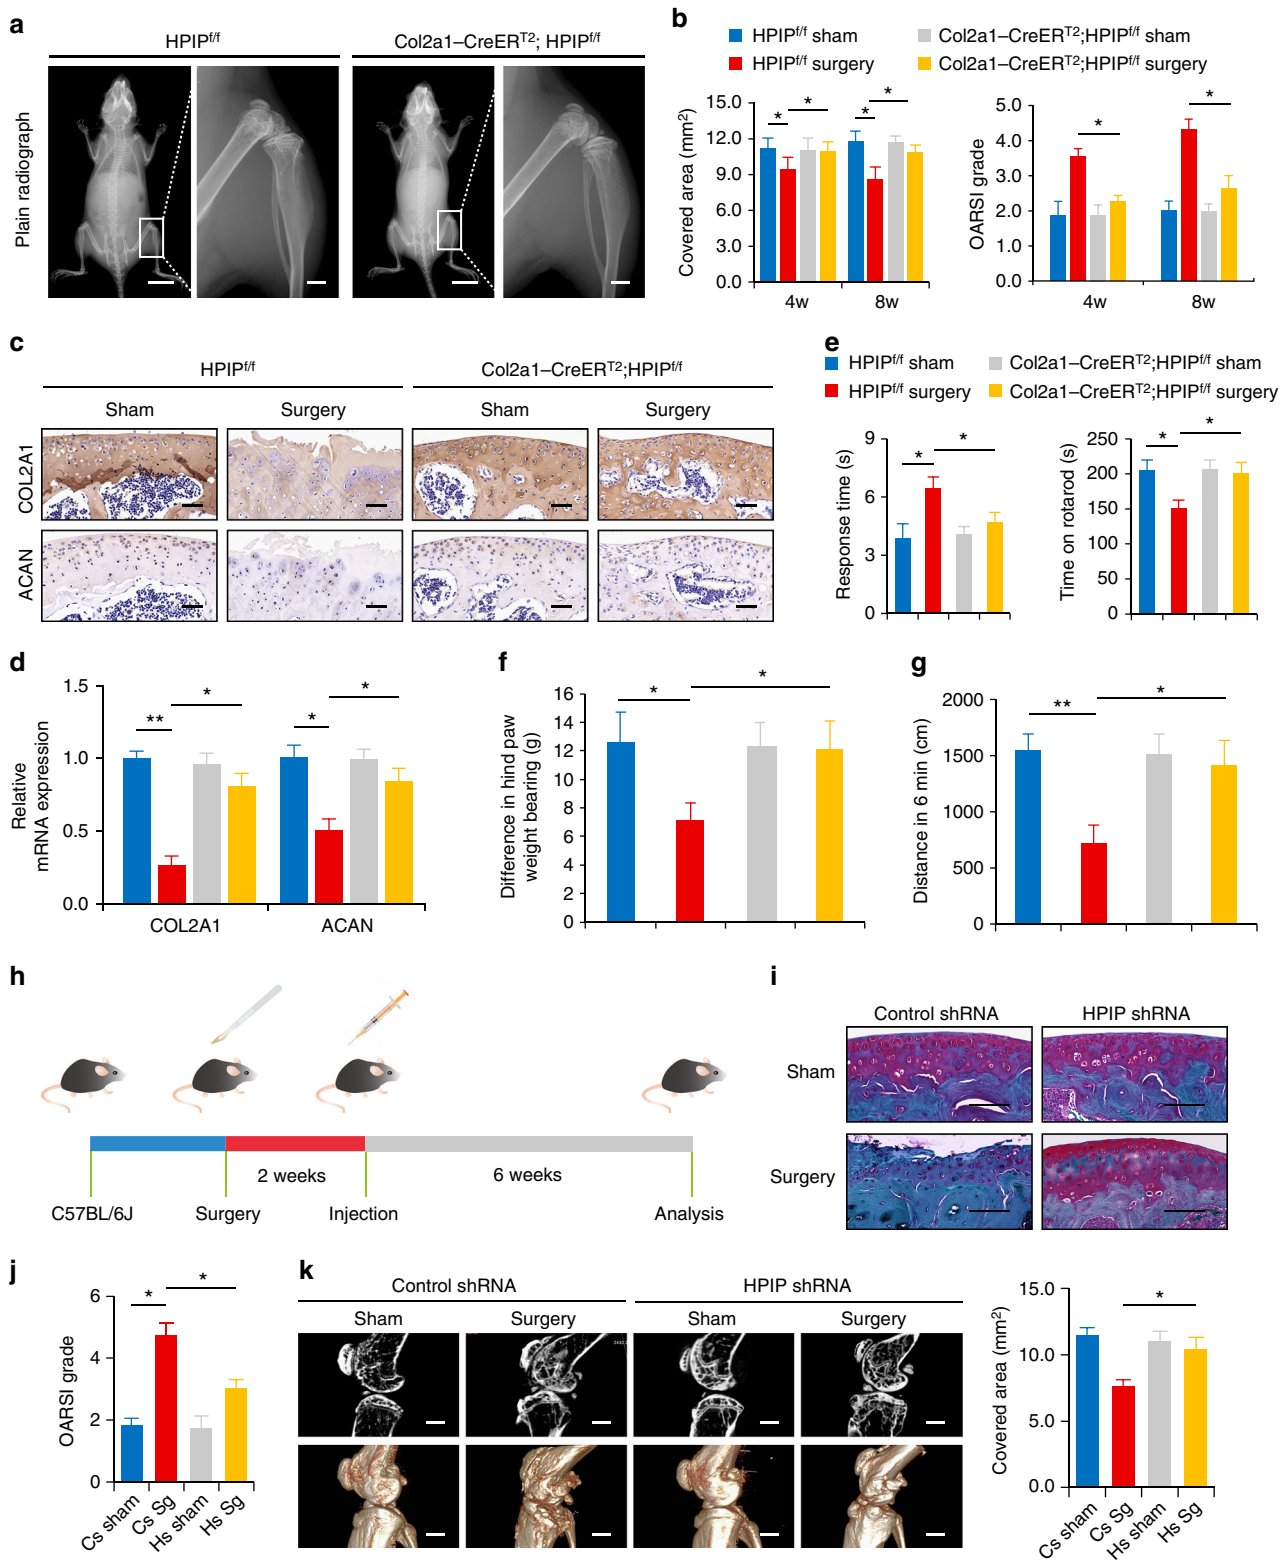 a
HPIPf/f
Col2a1–CreERT2; HPIPf/f
Plain radiograph
b
HPIPf/f sham
Col2a1–CreERT2;HPIPf/f sham
HPIPf/f surgery
Col2a1–CreERT2;HPIPf/f surgery
Covered area (mm2)
15.0
12.0
9.0
6.0
3.0
0.0
* * * *
4w 8w
OARSI grade
5.0
4.0
3.0
2.0
1.0
0.0
* *
4w 8w
c
HPIPf/f
Col2a1–CreERT2;HPIPf/f
Sham Surgery Sham Surgery
COL2A1
ACAN
e
HPIPf/f sham
Col2a1–CreERT2;HPIPf/f sham
HPIPf/f surgery
Col2a1–CreERT2;HPIPf/f surgery
Response time (s)
9
6
3
0
* *
Time on rotarod (s)
250
200
150
100
50
0
* *
d
Relative
mRNA expression
1.5
1.0
0.5
0.0
** * * *
COL2A1 ACAN
f
Difference in hind paw
weight bearing (g)
16
14
12
10
8
6
4
2
0
* *
g
Distance in 6 min (cm)
2000
1500
1000
500
0
** *
h
2 weeks 6 weeks
C57BL/6J Surgery Injection Analysis
i
Control shRNA HPIP shRNA
Sham
Surgery
j
OARSI grade
6
4
2
0
* *
Cs sham
Cs Sg
Hs sham
Hs Sg
k
Control shRNA HPIP shRNA
Sham Surgery Sham Surgery
Covered area (mm2)
15.0
10.0
5.0
0.0
*
Cs sham
Cs Sg
Hs sham
Hs Sg